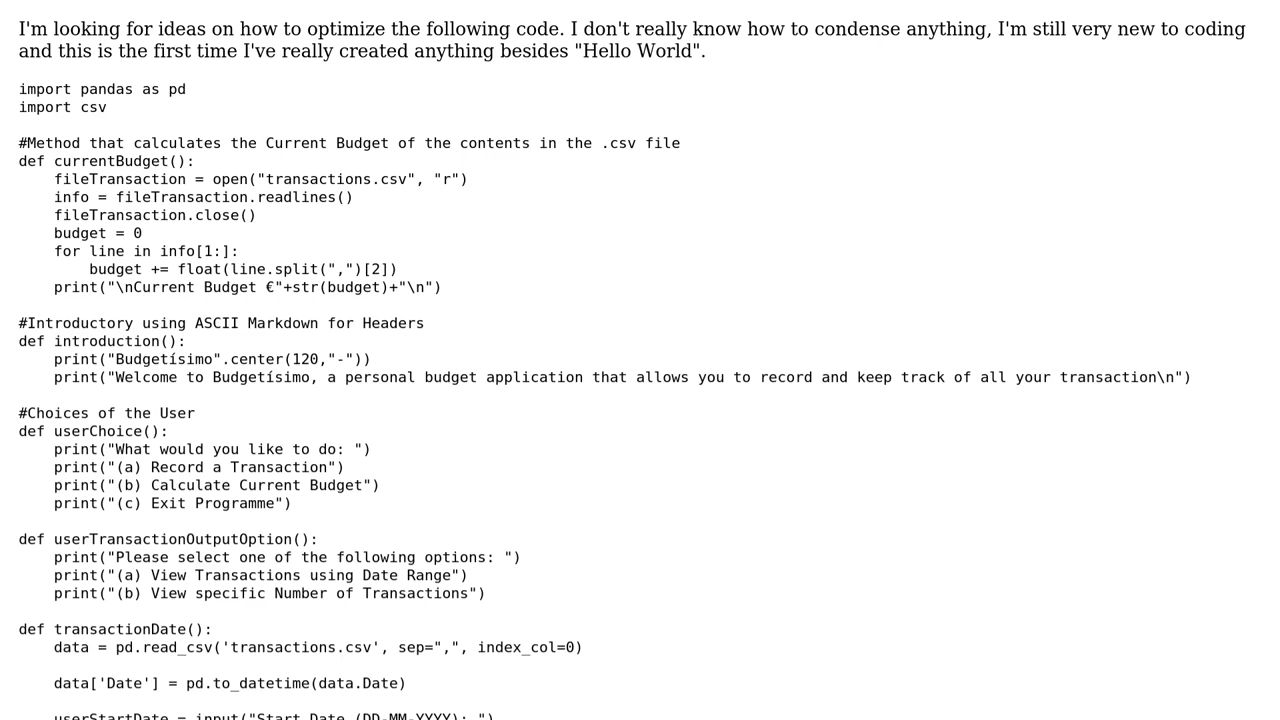 I'm looking for ideas on how to optimize the following code. I don't really know how to condense anything, I'm still very new to coding
and this is the first time I've really created anything besides "Hello World".
import pandas as pd
import csv
#Method that calculates the Current Budget of the contents in the .csv file
def currentBudget():
    fileTransaction = open("transactions.csv", "r")
    info = fileTransaction.readlines()
    fileTransaction.close()
    budget = 0
    for line in info[1:]:
        budget += float(line.split(",")[2])
    print("\nCurrent Budget €"+str(budget)+"\n")
#Introductory using ASCII Markdown for Headers
def introduction():
    print("Budgetísimo".center(120,"-"))
    print("Welcome to Budgetísimo, a personal budget application that allows you to record and keep track of all your transaction\n")
#Choices of the User
def userChoice():
    print("What would you like to do: ")
    print("(a) Record a Transaction")
    print("(b) Calculate Current Budget")
    print("(c) Exit Programme")
def userTransactionOutputOption():
    print("Please select one of the following options: ")
    print("(a) View Transactions using Date Range")
    print("(b) View specific Number of Transactions")
def transactionDate():
    data = pd.read_csv('transactions.csv', sep=",", index_col=0)
    data['Date'] = pd.to_datetime(data.Date)
    userStartDate = input("Start Date (DD-MM-YYYY): ")